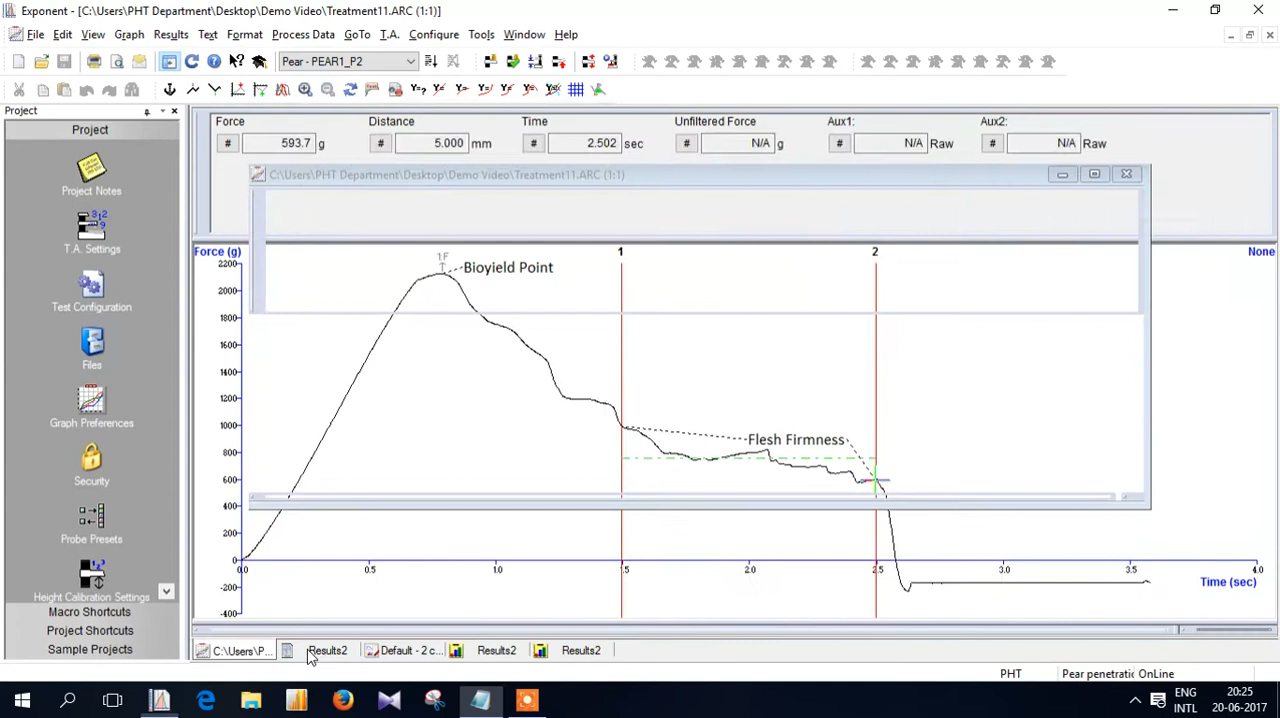 Exponent - [C:\Users\PHT Department\Desktop\Demo Video\Treatment11.ARC (1:1)]
File Edit View Graph Results Text Format Process Data GoTo T.A. Configure Tools Window Help
Pear - PEAR1_P2
Project
Project
Project Notes
T.A. Settings
Test Configuration
Files
Graph Preferences
Security
Probe Presets
Height Calibration Settings
Macro Shortcuts
Project Shortcuts
Sample Projects
Force Distance Time Unfiltered Force Aux1: Aux2:
# 593.7 g # 5.000 mm # 2.502 sec # N/A g # N/A Raw # N/A Raw
C:\Users\PHT Department\Desktop\Demo Video\Treatment11.ARC (1:1)
Force (g) 1 2 None
2200
2000
1800
1600
1400
1200
1000
800
600
400
200
0
-200
-400
1F
Bioyield Point
Flesh Firmness
0.0 0.5 1.0 1.5 2.0 2.5 3.0 3.5 4.0
Time (sec)
C:\Users\P... Results2 Default - 2 c... Results2 Results2
PHT Pear penetratic OnLine
ENG 20:25
INTL 20-06-2017